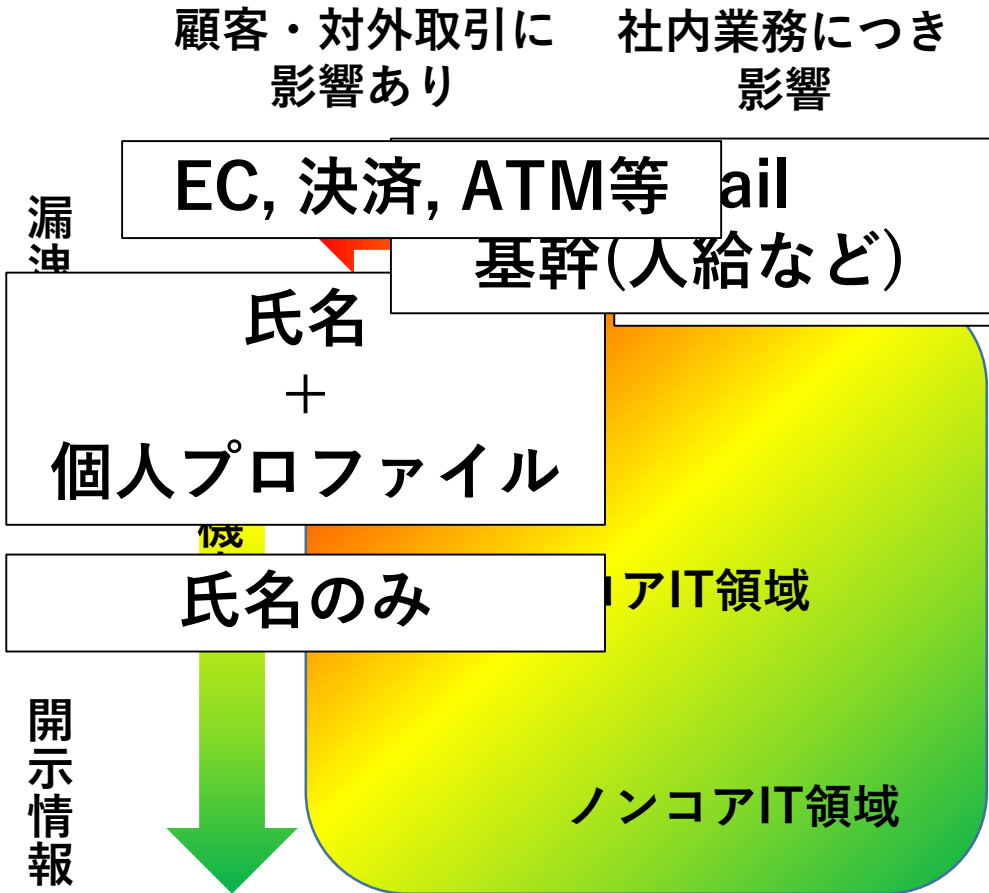 顧客・対外取引に
影響あり
社内業務につき
影響
EC, 決済, ATM等
ail
基幹(人給など)
漏洩
氏名
+
個人プロファイル
機
氏名のみ
アIT領域
開示情報
ノンコアIT領域